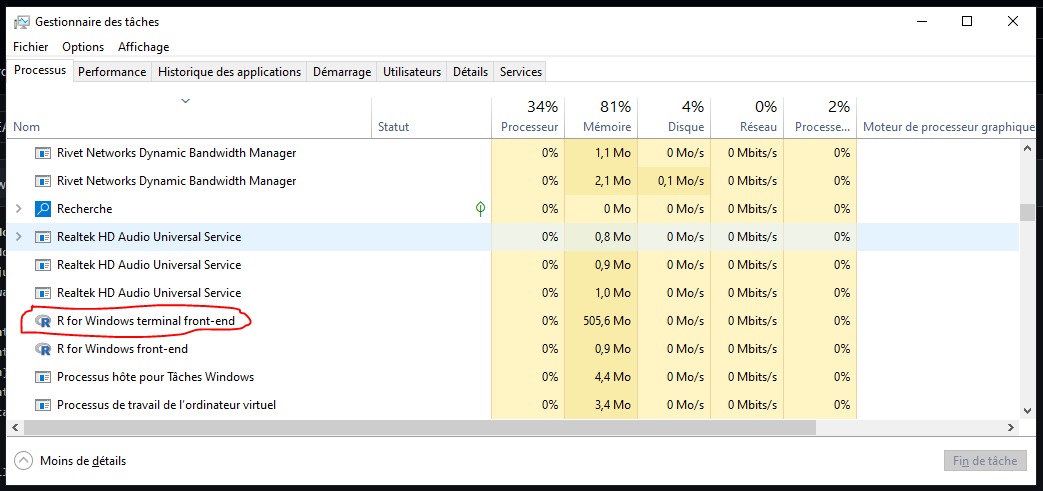 Gestionnaire des tâches
Fichier Options Affichage
Processus Performance Historique des applications Démarrage Utilisateurs Détails Services
34% 81% 4% 0% 2%
Nom Statut Processeur Mémoire Disque Réseau Processe... Moteur de processeur graphique
Rivet Networks Dynamic Bandwidth Manager 0% 1,1 Mo 0 Mo/s 0 Mbits/s 0%
Rivet Networks Dynamic Bandwidth Manager 0% 2,1 Mo 0,1 Mo/s 0 Mbits/s 0%
Recherche 0% 0 Mo 0 Mo/s 0 Mbits/s 0%
Realtek HD Audio Universal Service 0% 0,8 Mo 0 Mo/s 0 Mbits/s 0%
Realtek HD Audio Universal Service 0% 0,9 Mo 0 Mo/s 0 Mbits/s 0%
Realtek HD Audio Universal Service 0% 1,0 Mo 0 Mo/s 0 Mbits/s 0%
R for Windows terminal front-end 0% 505,6 Mo 0 Mo/s 0 Mbits/s 0%
R for Windows front-end 0% 0,9 Mo 0 Mo/s 0 Mbits/s 0%
Processus hôte pour Tâches Windows 0% 4,4 Mo 0 Mo/s 0 Mbits/s 0%
Processus de travail de l'ordinateur virtuel 0% 3,4 Mo 0 Mo/s 0 Mbits/s 0%
Moins de détails Fin de tâche